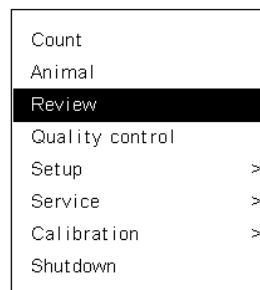 Count
Animal
Review
Quality control
Setup >
Service >
Calibration >
Shutdown